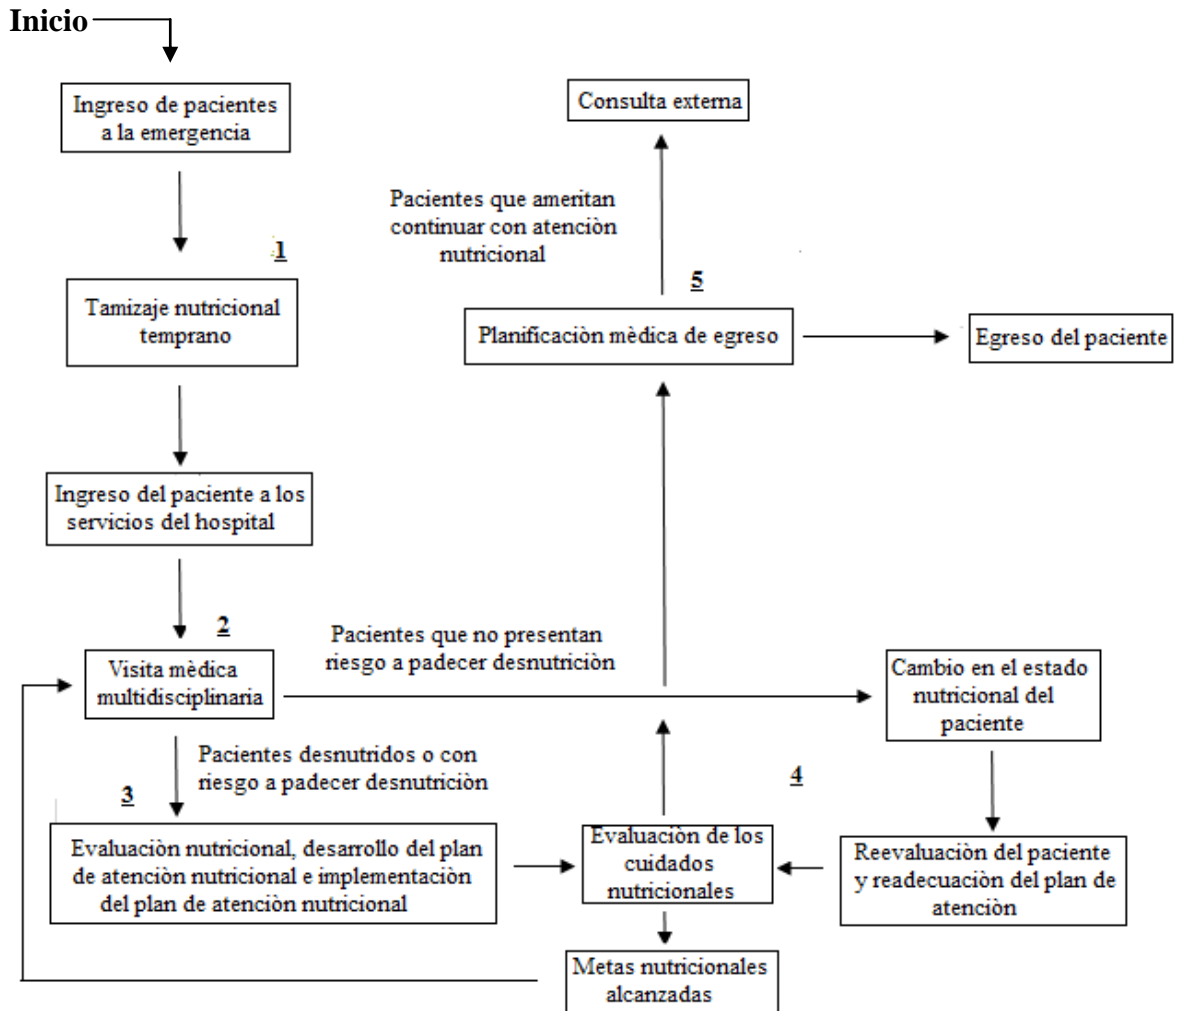 Inicio
Ingreso de pacientes
a la emergencia
Consulta externa
Pacientes que ameritan
continuar con atenciòn
nutricional
1
Tamizaje nutricional
temprano
5
Planificaciòn mèdica de egreso
Egreso del paciente
Ingreso del paciente a los
servicios del hospital
2
Visita mèdica
multidisciplinaria
Pacientes que no presentan
riesgo a padecer desnutriciòn
Cambio en el estado
nutricional del
paciente
Pacientes desnutridos o con
riesgo a padecer desnutriciòn
3
4
Evaluaciòn nutricional, desarrollo del plan
de atenciòn nutricional e implementaciòn
del plan de atenciòn nutricional
Evaluaciòn de los
cuidados
nutricionales
Reevaluaciòn del paciente
y readecuaciòn del plan de
atenciòn
Metas nutricionales
alcanzadas